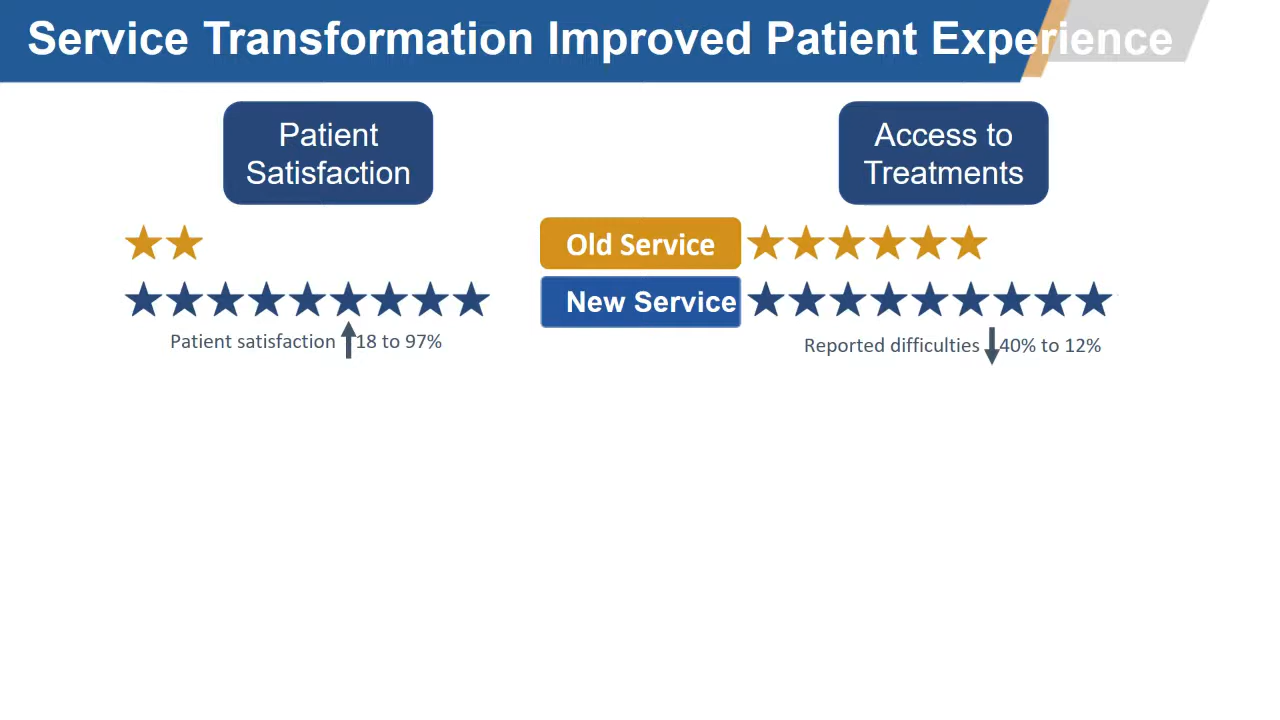 Service Transformation Improved Patient Experience
Patient
Satisfaction
Access to
Treatments
Old Service
New Service
Patient satisfaction 18 to 97%
Reported difficulties 40% to 12%